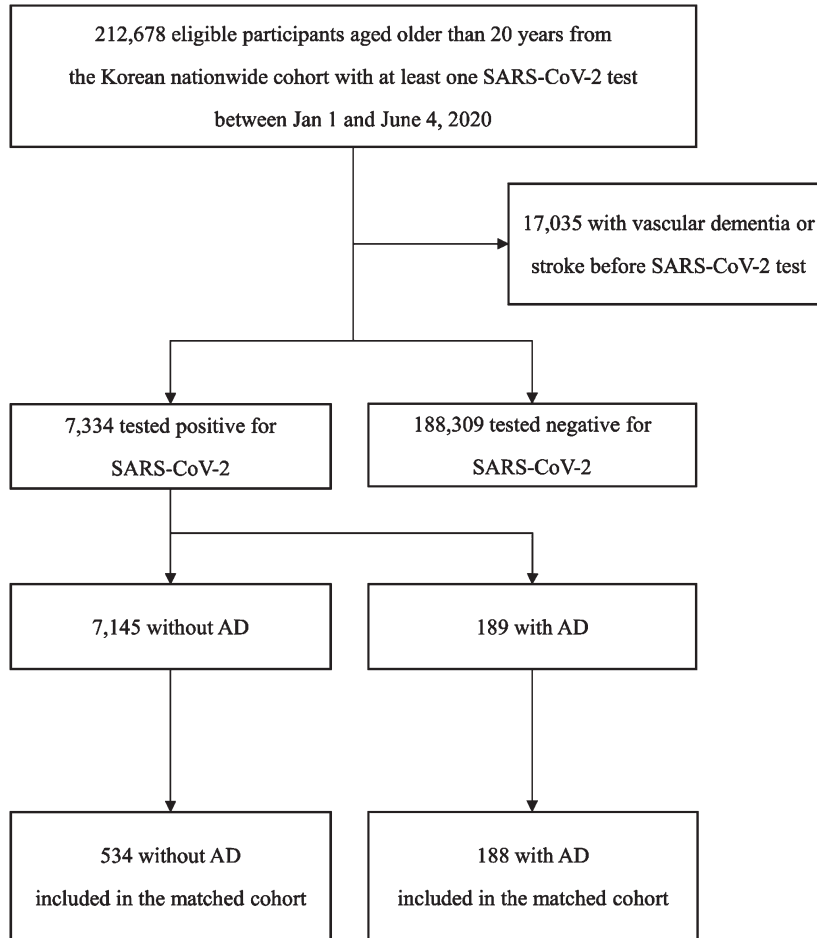 212,678 eligible participants aged older than 20 years from
the Korean nationwide cohort with at least one SARS-CoV-2 test
between Jan 1 and June 4, 2020
17,035 with vascular dementia or
stroke before SARS-CoV-2 test
7,334 tested positive for
SARS-CoV-2
188,309 tested negative for
SARS-CoV-2
7,145 without AD
189 with AD
534 without AD
included in the matched cohort
188 with AD
included in the matched cohort